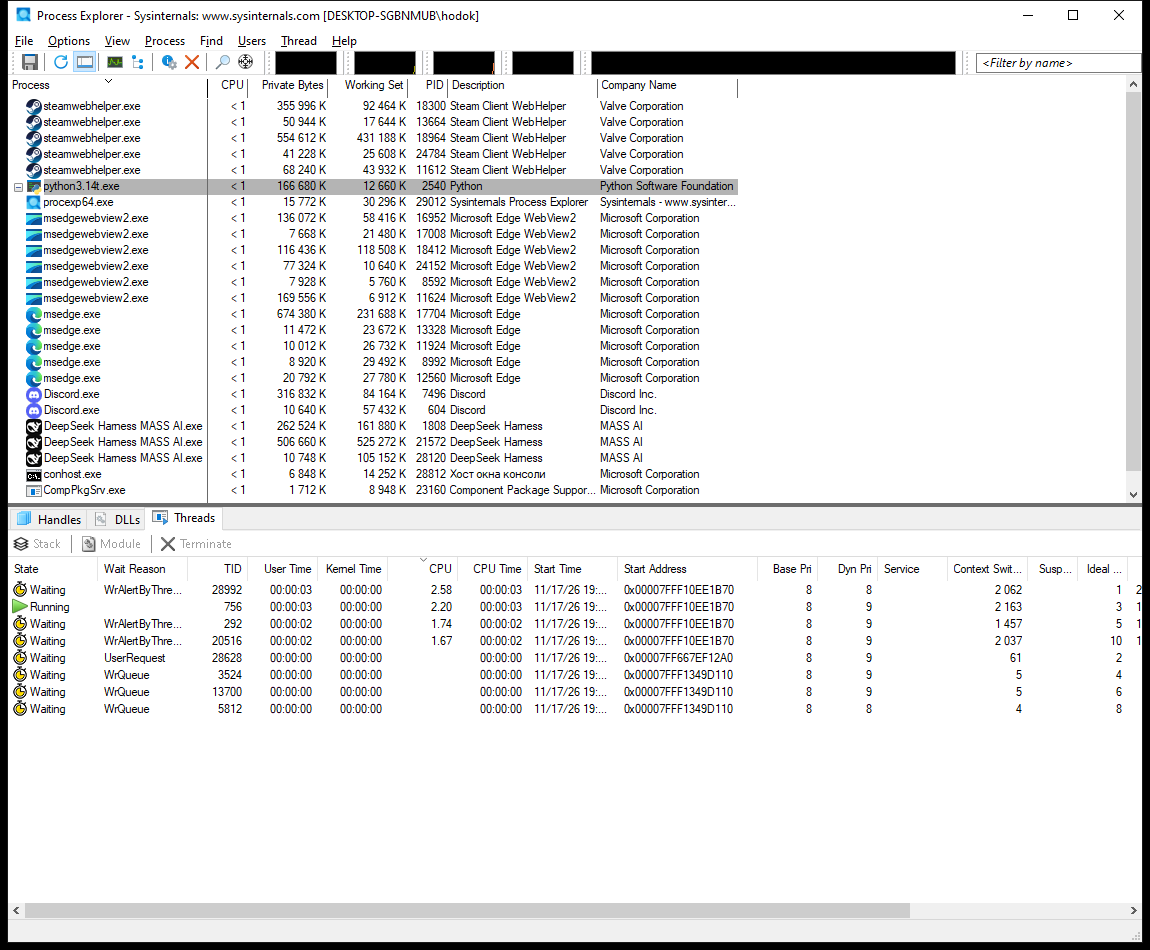 Process Explorer - Sysinternals: www.sysinternals.com [DESKTOP-SGBNMUB\hodok]
File Options View Process Find Users Thread Help
<Filter by name>
Process CPU Private Bytes Working Set PID Description Company Name
steamwebhelper.exe < 1 355 996 K 92 464 K 18300 Steam Client WebHelper Valve Corporation
steamwebhelper.exe < 1 50 944 K 17 644 K 13664 Steam Client WebHelper Valve Corporation
steamwebhelper.exe < 1 554 612 K 431 188 K 18964 Steam Client WebHelper Valve Corporation
steamwebhelper.exe < 1 41 228 K 25 608 K 24784 Steam Client WebHelper Valve Corporation
steamwebhelper.exe < 1 68 240 K 43 932 K 11612 Steam Client WebHelper Valve Corporation
python3.14t.exe < 1 166 680 K 12 660 K 2540 Python Python Software Foundation
procexp64.exe < 1 15 772 K 30 296 K 29012 Sysinternals Process Explorer Sysinternals - www.sysinter...
msedgewebview2.exe < 1 136 072 K 58 416 K 16952 Microsoft Edge WebView2 Microsoft Corporation
msedgewebview2.exe < 1 7 668 K 21 480 K 17008 Microsoft Edge WebView2 Microsoft Corporation
msedgewebview2.exe < 1 116 436 K 118 508 K 18412 Microsoft Edge WebView2 Microsoft Corporation
msedgewebview2.exe < 1 77 324 K 10 640 K 24152 Microsoft Edge WebView2 Microsoft Corporation
msedgewebview2.exe < 1 7 928 K 5 760 K 8592 Microsoft Edge WebView2 Microsoft Corporation
msedgewebview2.exe < 1 169 556 K 6 912 K 11624 Microsoft Edge WebView2 Microsoft Corporation
msedge.exe < 1 674 380 K 231 688 K 17704 Microsoft Edge Microsoft Corporation
msedge.exe < 1 11 472 K 23 672 K 13328 Microsoft Edge Microsoft Corporation
msedge.exe < 1 10 012 K 26 732 K 11924 Microsoft Edge Microsoft Corporation
msedge.exe < 1 8 920 K 29 492 K 8992 Microsoft Edge Microsoft Corporation
msedge.exe < 1 20 792 K 27 780 K 12560 Microsoft Edge Microsoft Corporation
Discord.exe < 1 316 832 K 84 164 K 7496 Discord Discord Inc.
Discord.exe < 1 10 640 K 57 432 K 604 Discord Discord Inc.
DeepSeek Harness MASS AI.exe < 1 262 524 K 161 880 K 1808 DeepSeek Harness MASS AI
DeepSeek Harness MASS AI.exe < 1 506 660 K 525 272 K 21572 DeepSeek Harness MASS AI
DeepSeek Harness MASS AI.exe < 1 10 748 K 105 152 K 28120 DeepSeek Harness MASS AI
conhost.exe < 1 6 848 K 14 252 K 28812 Хост окна консоли Microsoft Corporation
CompPkgSrv.exe < 1 1 712 K 8 948 K 23160 Component Package Suppor... Microsoft Corporation
Handles DLLs Threads
Stack Module Terminate
State Wait Reason TID User Time Kernel Time CPU CPU Time Start Time Start Address Base Pri Dyn Pri Service Context Swit... Susp... Ideal ...
Waiting WrAlertByThre... 28992 00:00:03 00:00:00 2.58 00:00:03 11/17/26 19:... 0x00007FFF10EE1B70 8 8 2 062 1 2
Running 756 00:00:03 00:00:00 2.20 00:00:03 11/17/26 19:... 0x00007FFF10EE1B70 8 9 2 163 3 1
Waiting WrAlertByThre... 292 00:00:02 00:00:00 1.74 00:00:02 11/17/26 19:... 0x00007FFF10EE1B70 8 9 1 457 5 1
Waiting WrAlertByThre... 20516 00:00:02 00:00:00 1.67 00:00:02 11/17/26 19:... 0x00007FFF10EE1B70 8 9 2 037 10 1
Waiting UserRequest 28628 00:00:00 00:00:00 00:00:00 11/17/26 19:... 0x00007FF667EF12A0 8 9 61 2
Waiting WrQueue 3524 00:00:00 00:00:00 00:00:00 11/17/26 19:... 0x00007FFF1349D110 8 9 5 4
Waiting WrQueue 13700 00:00:00 00:00:00 00:00:00 11/17/26 19:... 0x00007FFF1349D110 8 9 5 6
Waiting WrQueue 5812 00:00:00 00:00:00 00:00:00 11/17/26 19:... 0x00007FFF1349D110 8 8 4 8